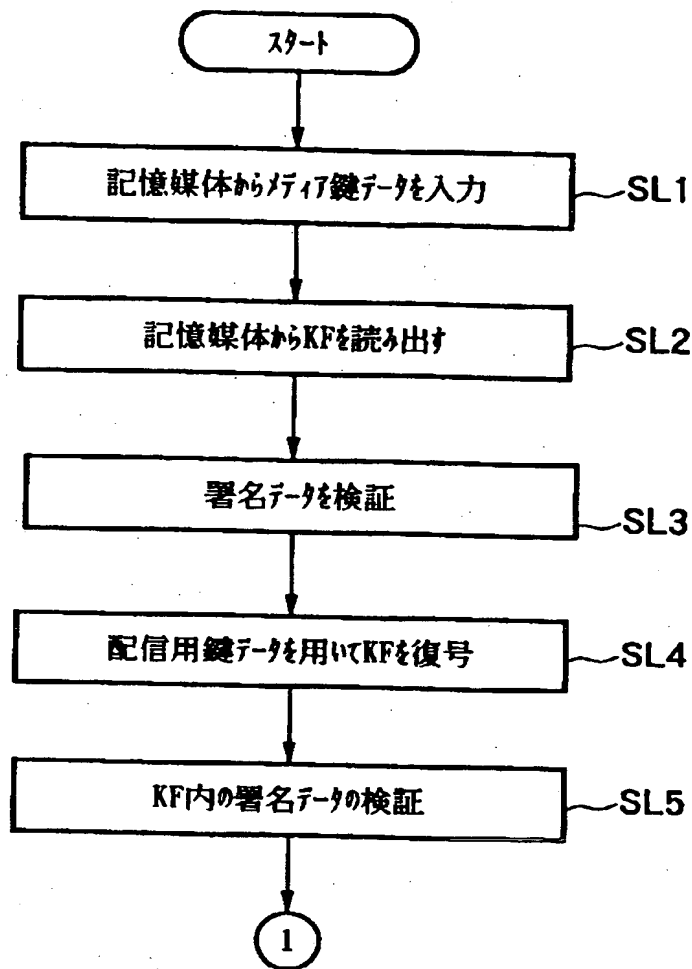 スタート
記憶媒体からメディア鍵データを入力
SL1
記憶媒体からKFを読み出す
SL2
署名データを検証
SL3
配信用鍵データを用いてKFを復号
SL4
KF内の署名データの検証
SL5
1